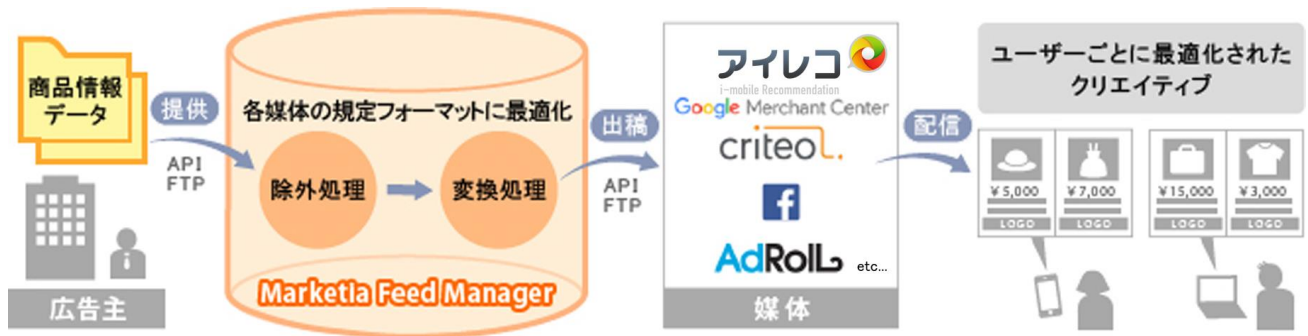 商品情報
データ
広告主
提供
API
FTP
各媒体の規定フォーマットに最適化
除外処理
変換処理
Marketia Feed Manager
出稿
API
FTP
アイレコ
i-mobile Recommendation
Google Merchant Center
criteo
AdRoll
etc...
媒体
配信
ユーザーごとに最適化された
クリエイティブ
¥5,000
¥7,000
¥15,000
¥3,000
LOGO
LOGO
LOGO
LOGO